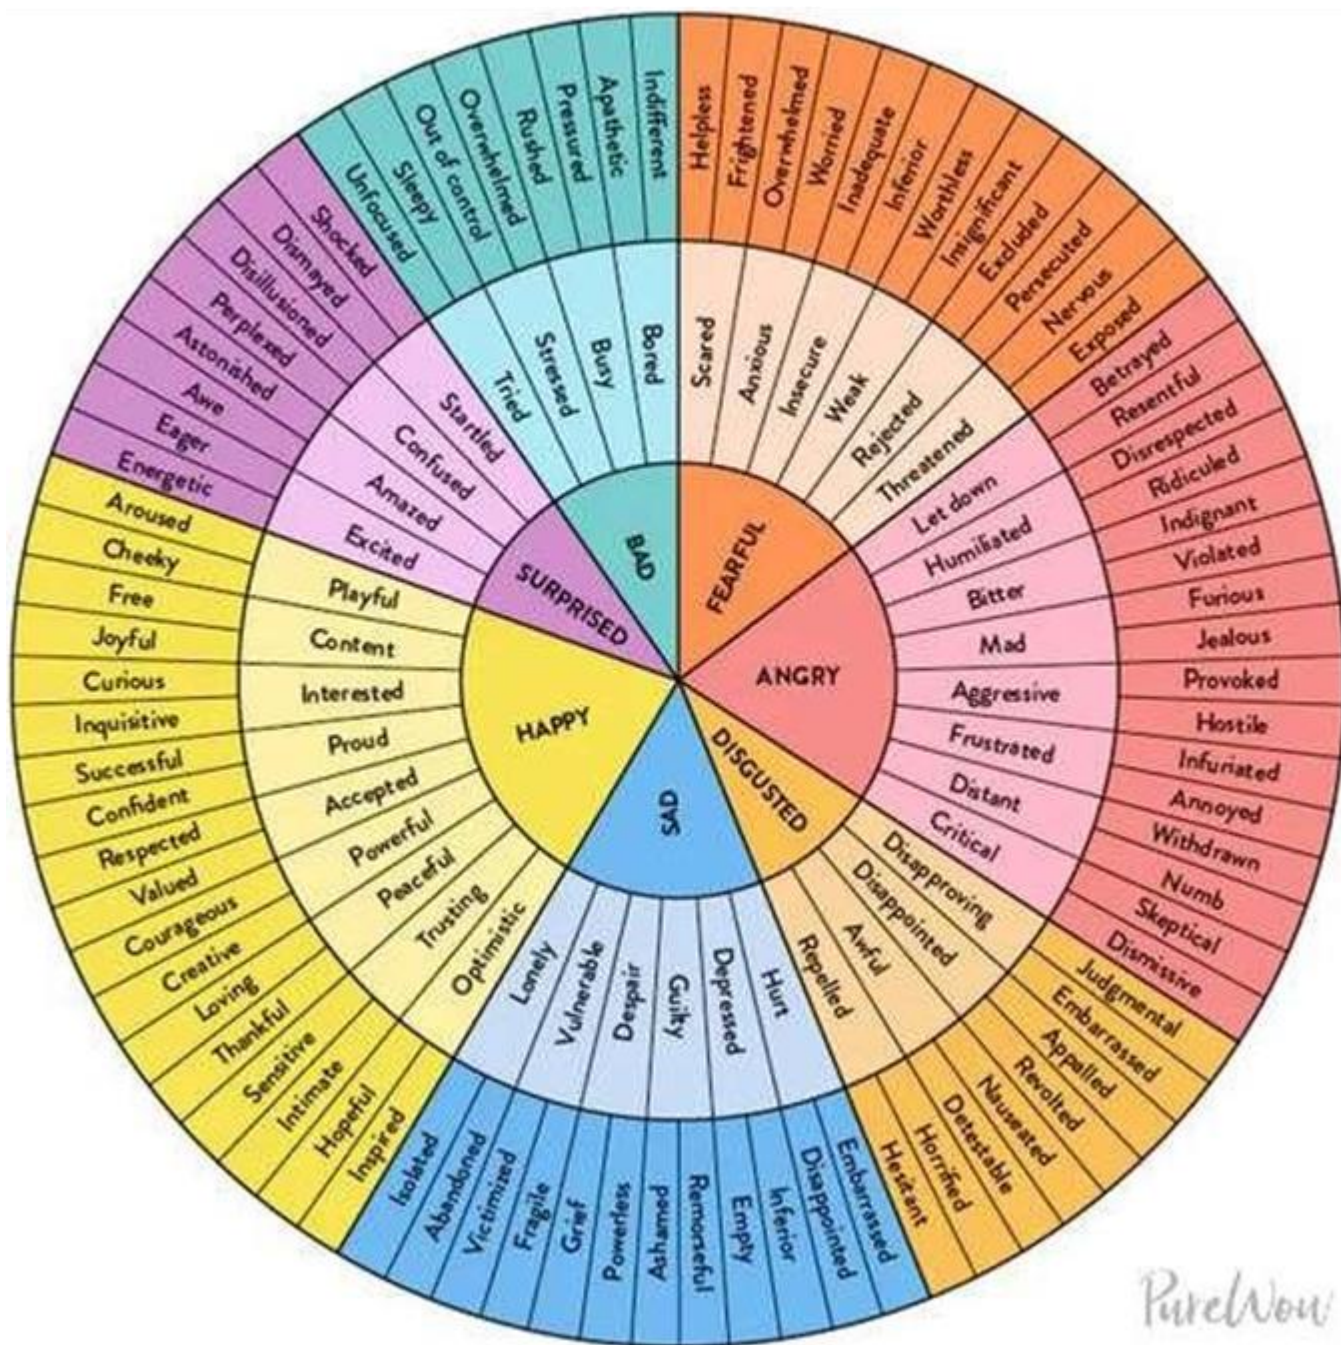 FEARFUL
ANGRY
DISGUSTED
SAD
HAPPY
SURPRISED
BAD
Scared
Anxious
Insecure
Weak
Rejected
Threatened
Let down
Humiliated
Bitter
Mad
Aggressive
Frustrated
Distant
Critical
Disapproving
Disappointed
Awful
Repelled
Hurt
Depressed
Guilty
Despair
Vulnerable
Lonely
Optimistic
Trusting
Peaceful
Powerful
Accepted
Proud
Interested
Content
Playful
Excited
Amazed
Confused
Startled
Tried
Stressed
Busy
Bored
Helpless
Frightened
Overwhelmed
Worried
Inadequate
Inferior
Worthless
Insignificant
Excluded
Persecuted
Nervous
Exposed
Betrayed
Resentful
Disrespected
Ridiculed
Indignant
Violated
Furious
Jealous
Provoked
Hostile
Infuriated
Annoyed
Withdrawn
Numb
Skeptical
Dismissive
Judgmental
Embarrassed
Appelled
Revolted
Nauseated
Detestable
Horrified
Hesitant
Embarrassed
Disappointed
Inferior
Empty
Remorseful
Ashamed
Powerless
Grief
Fragile
Victimized
Abandoned
Isolated
Inspired
Hopeful
Intimate
Sensitive
Thankful
Loving
Creative
Courageous
Valued
Respected
Confident
Successful
Inquisitive
Curious
Joyful
Free
Cheeky
Aroused
Energetic
Eager
Awe
Astonished
Perplexed
Disillusioned
Dismayed
Shocked
Unfocused
Sleepy
Out of control
Overwhelmed
Rushed
Pressured
Apathetic
Indifferent
PureWow